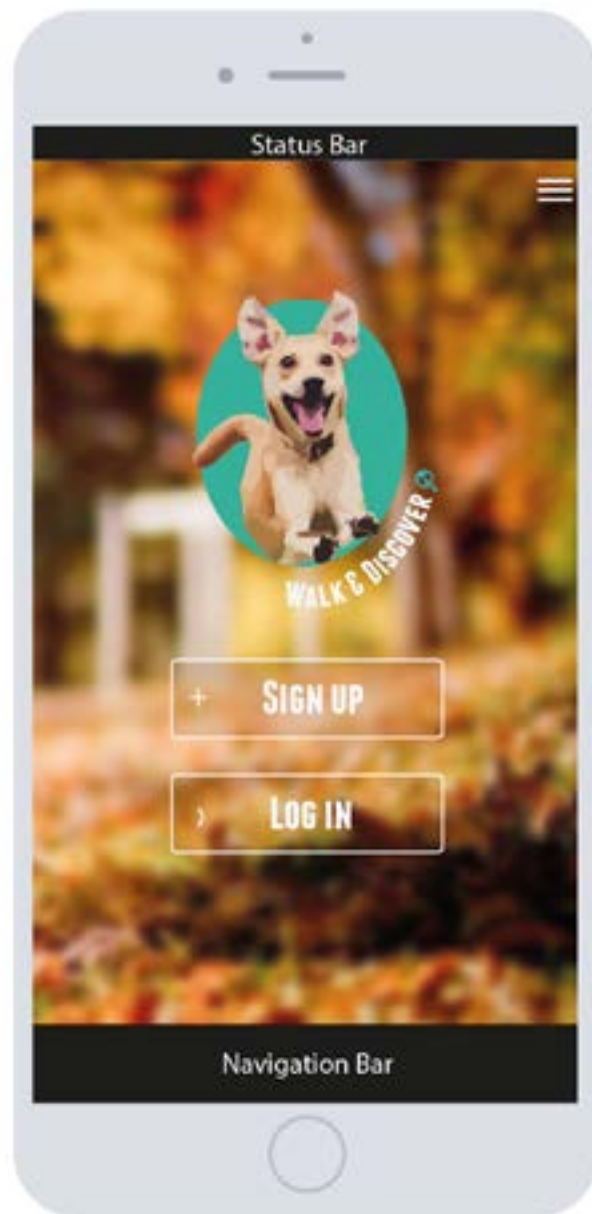 Status Bar
Walk & Discover
+ Sign up
› Log in
Navigation Bar